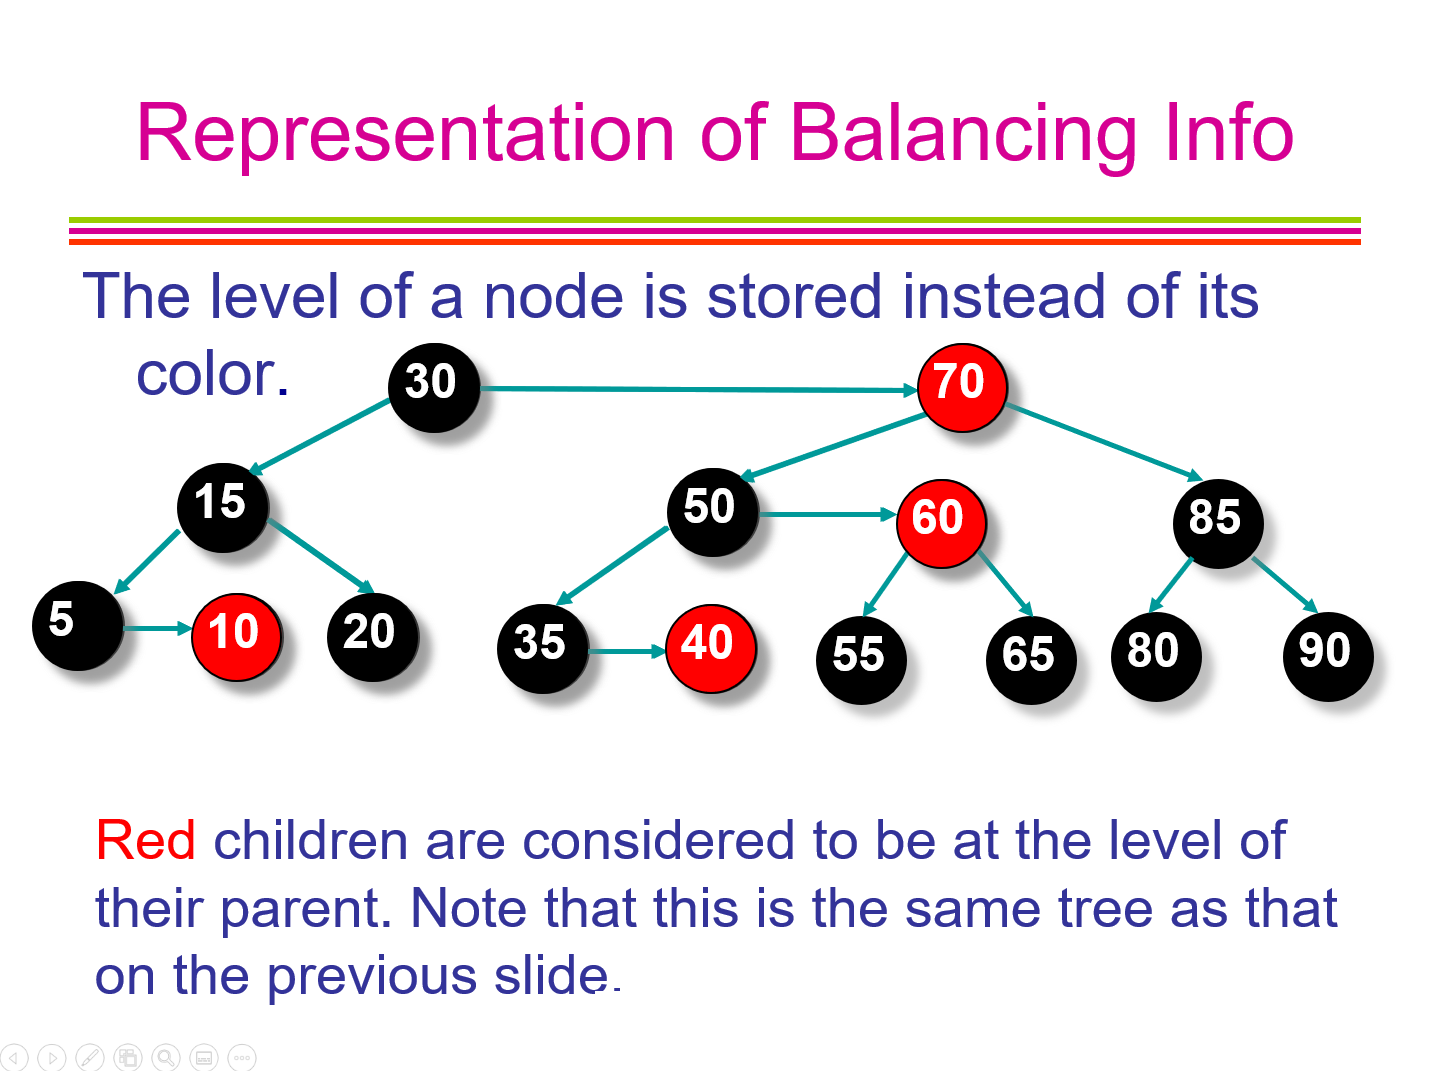 Representation of Balancing Info
The level of a node is stored instead of its
color.
30 70
15 50 60 85
5 10 20 35 40 55 65 80 90
Red children are considered to be at the level of
their parent. Note that this is the same tree as that
on the previous slide.